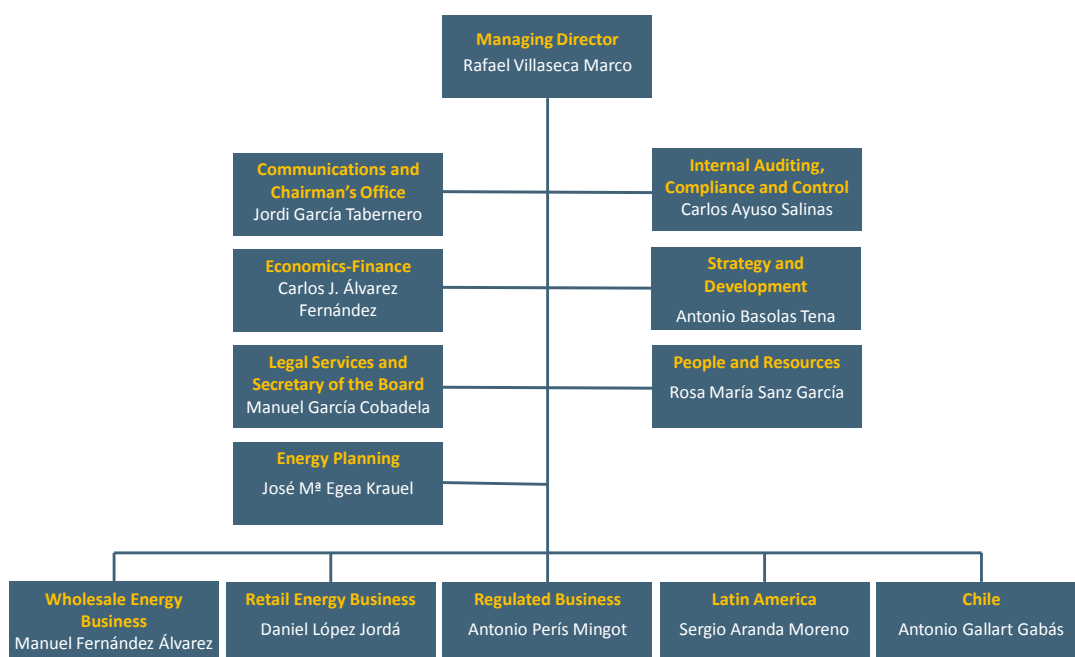 Managing Director
Rafael Villaseca Marco
Communications and
Chairman's Office
Jordi García Tabernero
Internal Auditing,
Compliance and Control
Carlos Ayuso Salinas
Economics-Finance
Carlos J. Álvarez
Fernández
Strategy and
Development
Antonio Basolas Tena
Legal Services and
Secretary of the Board
Manuel García Cobadela
People and Resources
Rosa María Sanz García
Energy Planning
José Mª Egea Krauel
Wholesale Energy
Business
Manuel Fernández Álvarez
Retail Energy Business
Daniel López Jordá
Regulated Business
Antonio Perís Mingot
Latin America
Sergio Aranda Moreno
Chile
Antonio Gallart Gabás